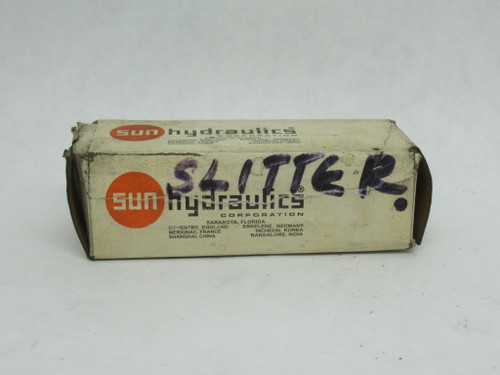 sun hydraulics
CORPORATION
SLITTER.
sun hydraulics®
CORPORATION
SARASOTA, FLORIDA
COVENTRY, ENGLAND ERKELENZ, GERMANY
MERIGNAC, FRANCE INCHEON, KOREA
SHANGHAI, CHINA BANGALORE, INDIA